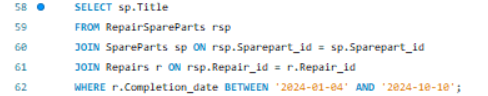 58 SELECT sp.Title
59 FROM RepairSpareParts rsp
60 JOIN SpareParts sp ON rsp.Sparepart_id = sp.Sparepart_id
61 JOIN Repairs r ON rsp.Repair_id = r.Repair_id
62 WHERE r.Completion_date BETWEEN '2024-01-04' AND '2024-10-10';